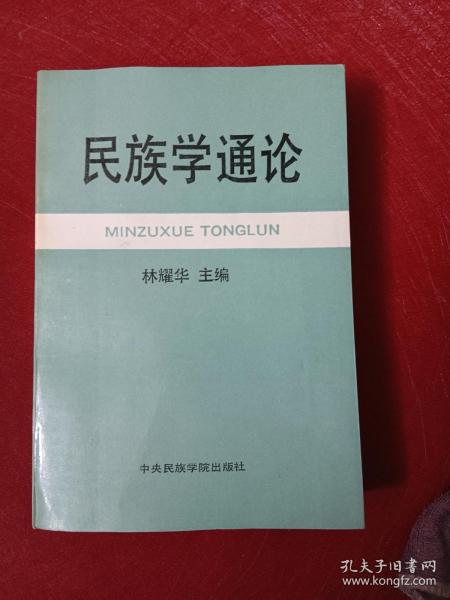 民族学通论
MINZUXUE TONGLUN
林耀华 主编
中央民族学院出版社
孔夫子旧书网
www.kongfz.com